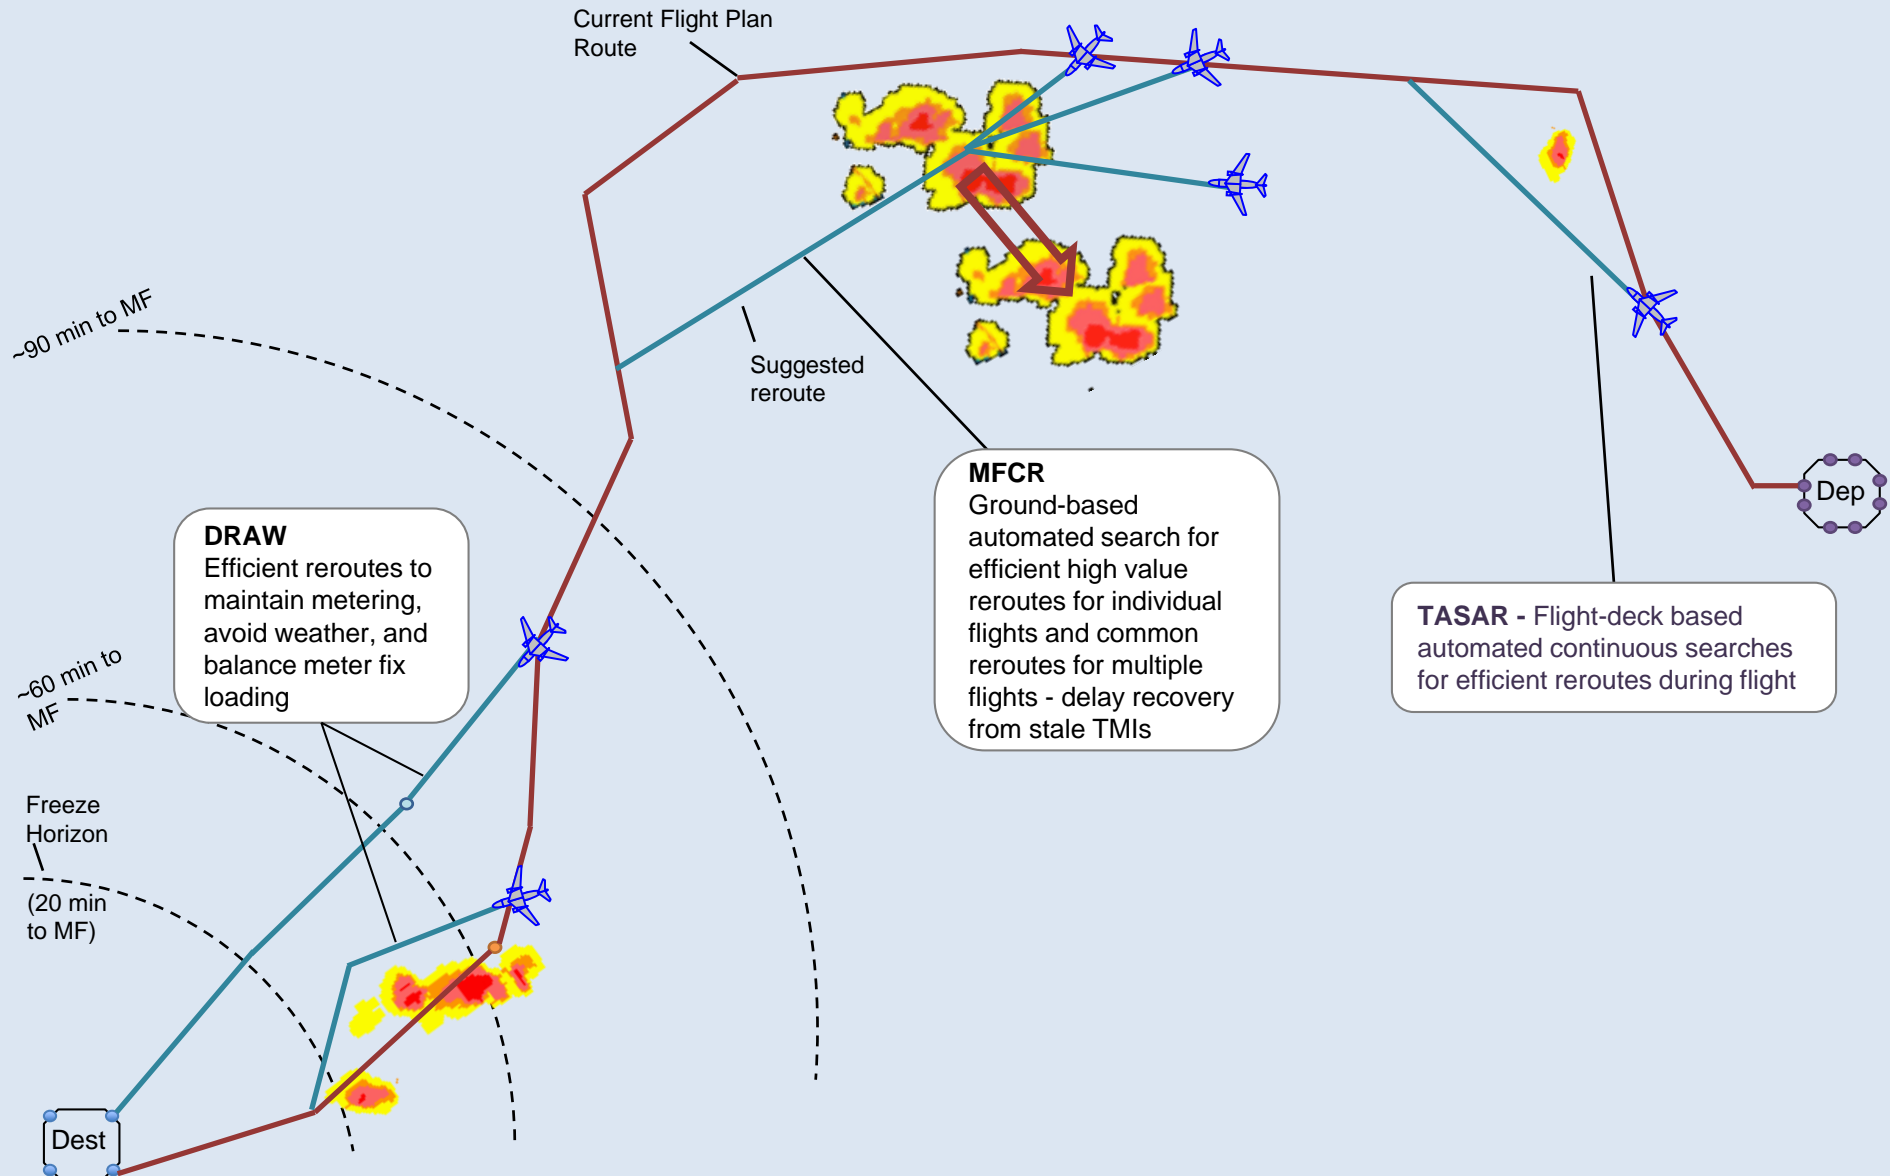 Current Flight Plan
Route
~90 min to MF
Suggested
reroute
MFCR
Ground-based
automated search for
efficient high value
reroutes for individual
flights and common
reroutes for multiple
flights - delay recovery
from stale TMIs
Dep
DRAW
Efficient reroutes to
maintain metering,
avoid weather, and
balance meter fix
loading
TASAR - Flight-deck based
automated continuous searches
for efficient reroutes during flight
~60 min to
MF
Freeze
Horizon
(20 min
to MF)
Dest